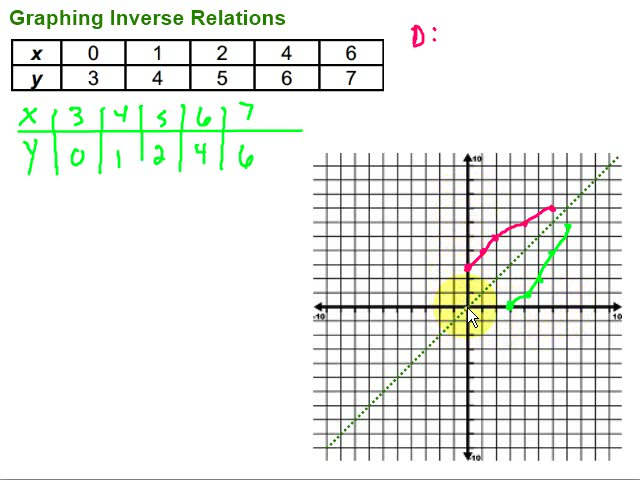 Graphing Inverse Relations
D:
x 0 1 2 4 6
y 3 4 5 6 7
x 3 4 5 6 7
y 0 1 2 4 6
10
-10 10
-10